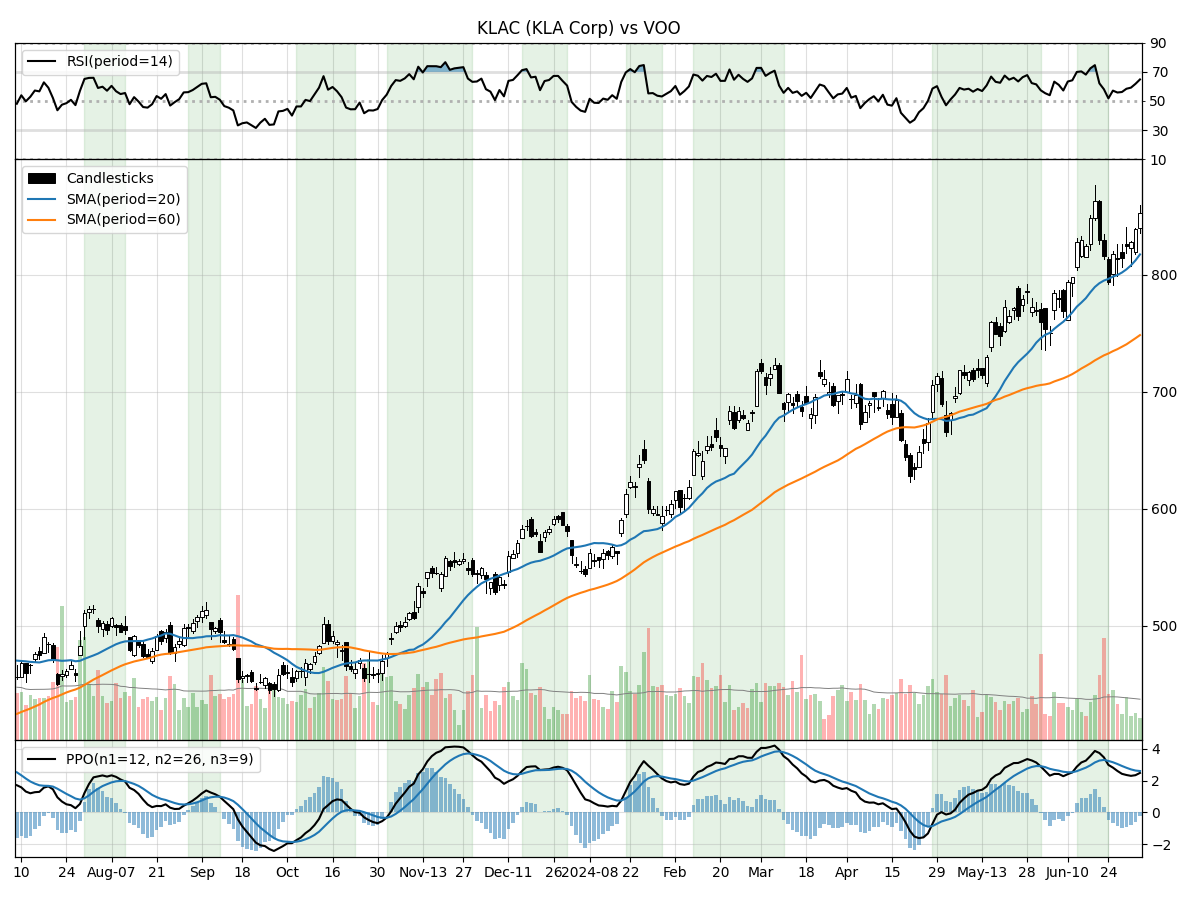 KLAC (KLA Corp) vs VOO
RSI(period=14)
90
70
50
30
10
Candlesticks
SMA(period=20)
SMA(period=60)
800
700
600
500
PPO(n1=12, n2=26, n3=9)
4
2
0
−2
10 24 Aug-07 21 Sep 18 Oct 16 30 Nov-13 27 Dec-11 26 2024-08 22 Feb 20 Mar 18 Apr 15 29 May-13 28 Jun-10 24